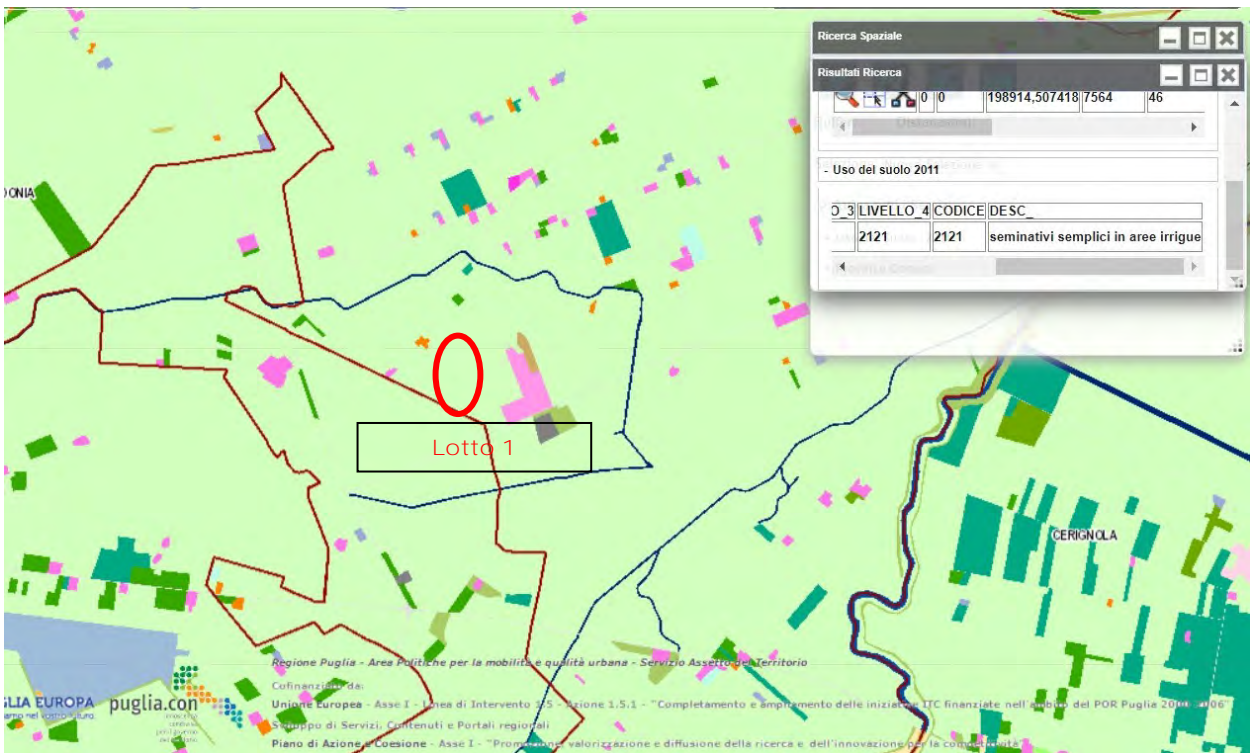 Ricerca Spaziale
Risultati Ricerca
0 0 198914,507418 7564 46
- Uso del suolo 2011
O_3 LIVELLO_4 CODICE DESC_
2121 2121 seminativi semplici in aree irrigue
DONIA
Lotto 1
CERIGNOLA
Regione Puglia - Area Politiche per la mobilità e qualità urbana - Servizio Assetto del Territorio
Cofinanziato da:
Unione Europea - Asse I - Linea di Intervento 1.5 - Azione 1.5.1 - "Completamento e ampliamento delle iniziative ITC finanziate nell'ambito del POR Puglia 2000-2006"
Sviluppo di Servizi, Contenuti e Portali regionali
Piano di Azione e Coesione - Asse I - "Promozione, valorizzazione e diffusione della ricerca e dell'innovazione per la competitività"
GLIA EUROPA
puglia.con